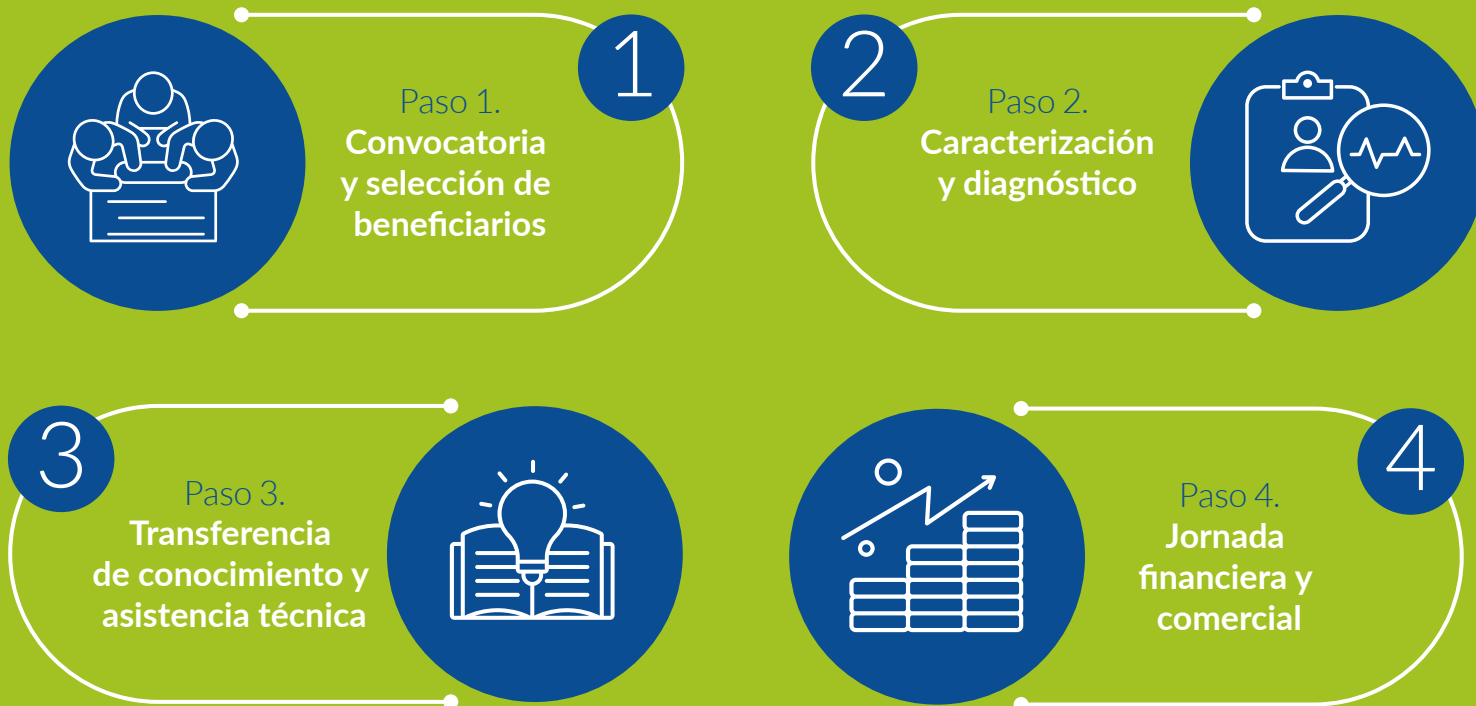 1
Paso 1.
Convocatoria
y selección de
beneficiarios
2
Paso 2.
Caracterización
y diagnóstico
3
Paso 3.
Transferencia
de conocimiento y
asistencia técnica
4
Paso 4.
Jornada
financiera y
comercial